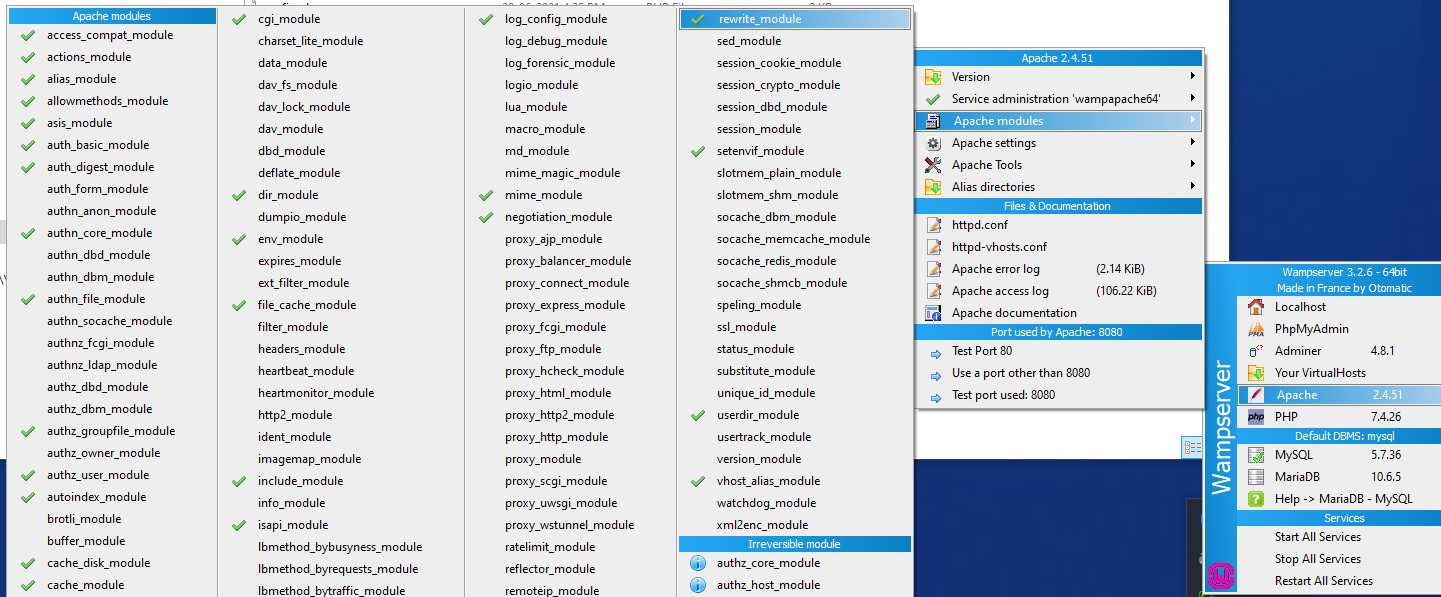 Apache modules
access_compat_module
actions_module
alias_module
allowmethods_module
asis_module
auth_basic_module
auth_digest_module
auth_form_module
authn_anon_module
authn_core_module
authn_dbd_module
authn_dbm_module
authn_file_module
authn_socache_module
authnz_fcgi_module
authnz_ldap_module
authz_dbd_module
authz_dbm_module
authz_groupfile_module
authz_owner_module
authz_user_module
autoindex_module
brotli_module
buffer_module
cache_disk_module
cache_module
cgi_module
charset_lite_module
data_module
dav_fs_module
dav_lock_module
dav_module
dbd_module
deflate_module
dir_module
dumpio_module
env_module
expires_module
ext_filter_module
file_cache_module
filter_module
headers_module
heartbeat_module
heartmonitor_module
http2_module
ident_module
imagemap_module
include_module
info_module
isapi_module
lbmethod_bybusyness_module
lbmethod_byrequests_module
lbmethod_bytraffic_module
log_config_module
log_debug_module
log_forensic_module
logio_module
lua_module
macro_module
md_module
mime_magic_module
mime_module
negotiation_module
proxy_ajp_module
proxy_balancer_module
proxy_connect_module
proxy_express_module
proxy_fcgi_module
proxy_ftp_module
proxy_hcheck_module
proxy_html_module
proxy_http2_module
proxy_http_module
proxy_module
proxy_scgi_module
proxy_uwsgi_module
proxy_wstunnel_module
ratelimit_module
reflector_module
remoteip_module
rewrite_module
sed_module
session_cookie_module
session_crypto_module
session_dbd_module
session_module
setenvif_module
slotmem_plain_module
slotmem_shm_module
socache_dbm_module
socache_memcache_module
socache_redis_module
socache_shmcb_module
speling_module
ssl_module
status_module
substitute_module
unique_id_module
userdir_module
usertrack_module
version_module
vhost_alias_module
watchdog_module
xml2enc_module
Irreversible module
authz_core_module
authz_host_module
Apache 2.4.51
Version
Service administration 'wampapache64'
Apache modules
Apache settings
Apache Tools
Alias directories
Files & Documentation
httpd.conf
httpd-vhosts.conf
Apache error log (2.14 KiB)
Apache access log (106.22 KiB)
Apache documentation
Port used by Apache: 8080
Test Port 80
Use a port other than 8080
Test port used: 8080
Wampserver
Wampserver 3.2.6 - 64bit
Made in France by Otomatic
Localhost
PhpMyAdmin
Adminer 4.8.1
Your VirtualHosts
Apache 2.4.51
php PHP 7.4.26
Default DBMS: mysql
MySQL 5.7.36
MariaDB 10.6.5
Help -> MariaDB - MySQL
Services
Start All Services
Stop All Services
Restart All Services